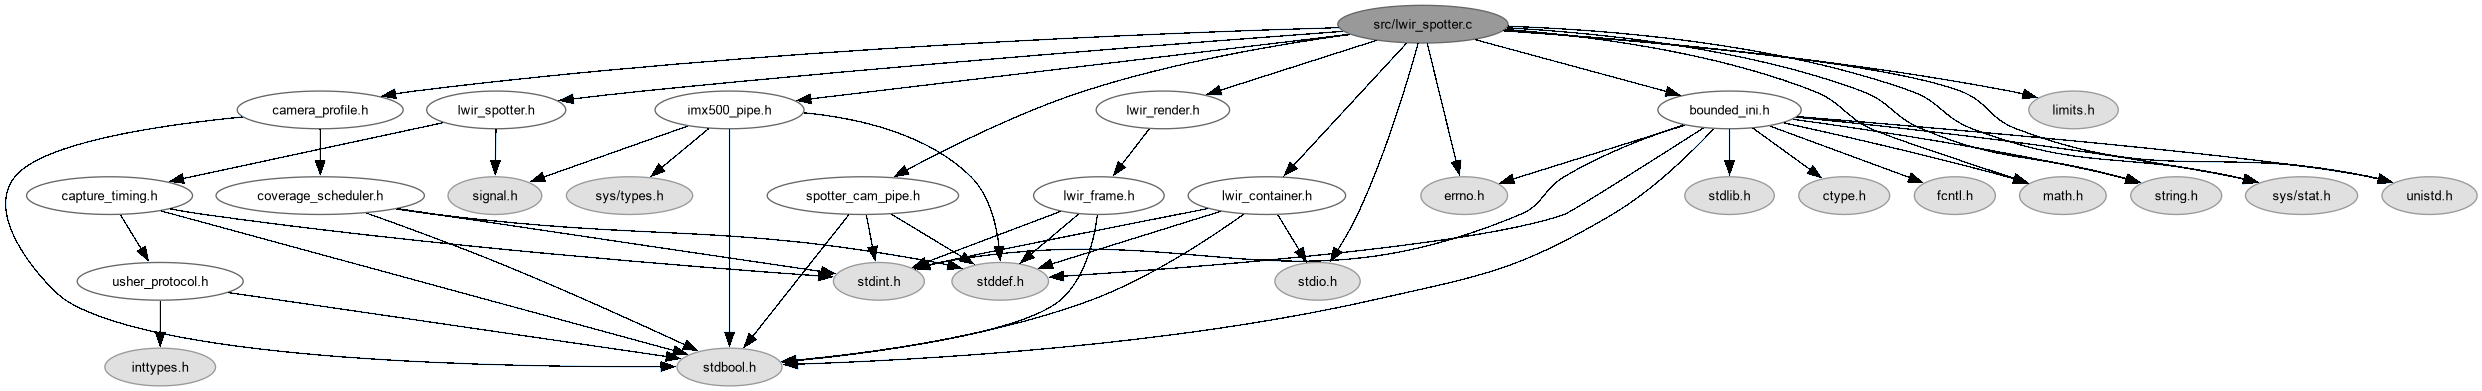 src/lwir_spotter.c
camera_profile.h
lwir_spotter.h
imx500_pipe.h
lwir_render.h
bounded_ini.h
limits.h
capture_timing.h
coverage_scheduler.h
signal.h
sys/types.h
spotter_cam_pipe.h
lwir_frame.h
lwir_container.h
errno.h
stdlib.h
ctype.h
fcntl.h
math.h
string.h
sys/stat.h
unistd.h
usher_protocol.h
stdint.h
stddef.h
stdio.h
inttypes.h
stdbool.h